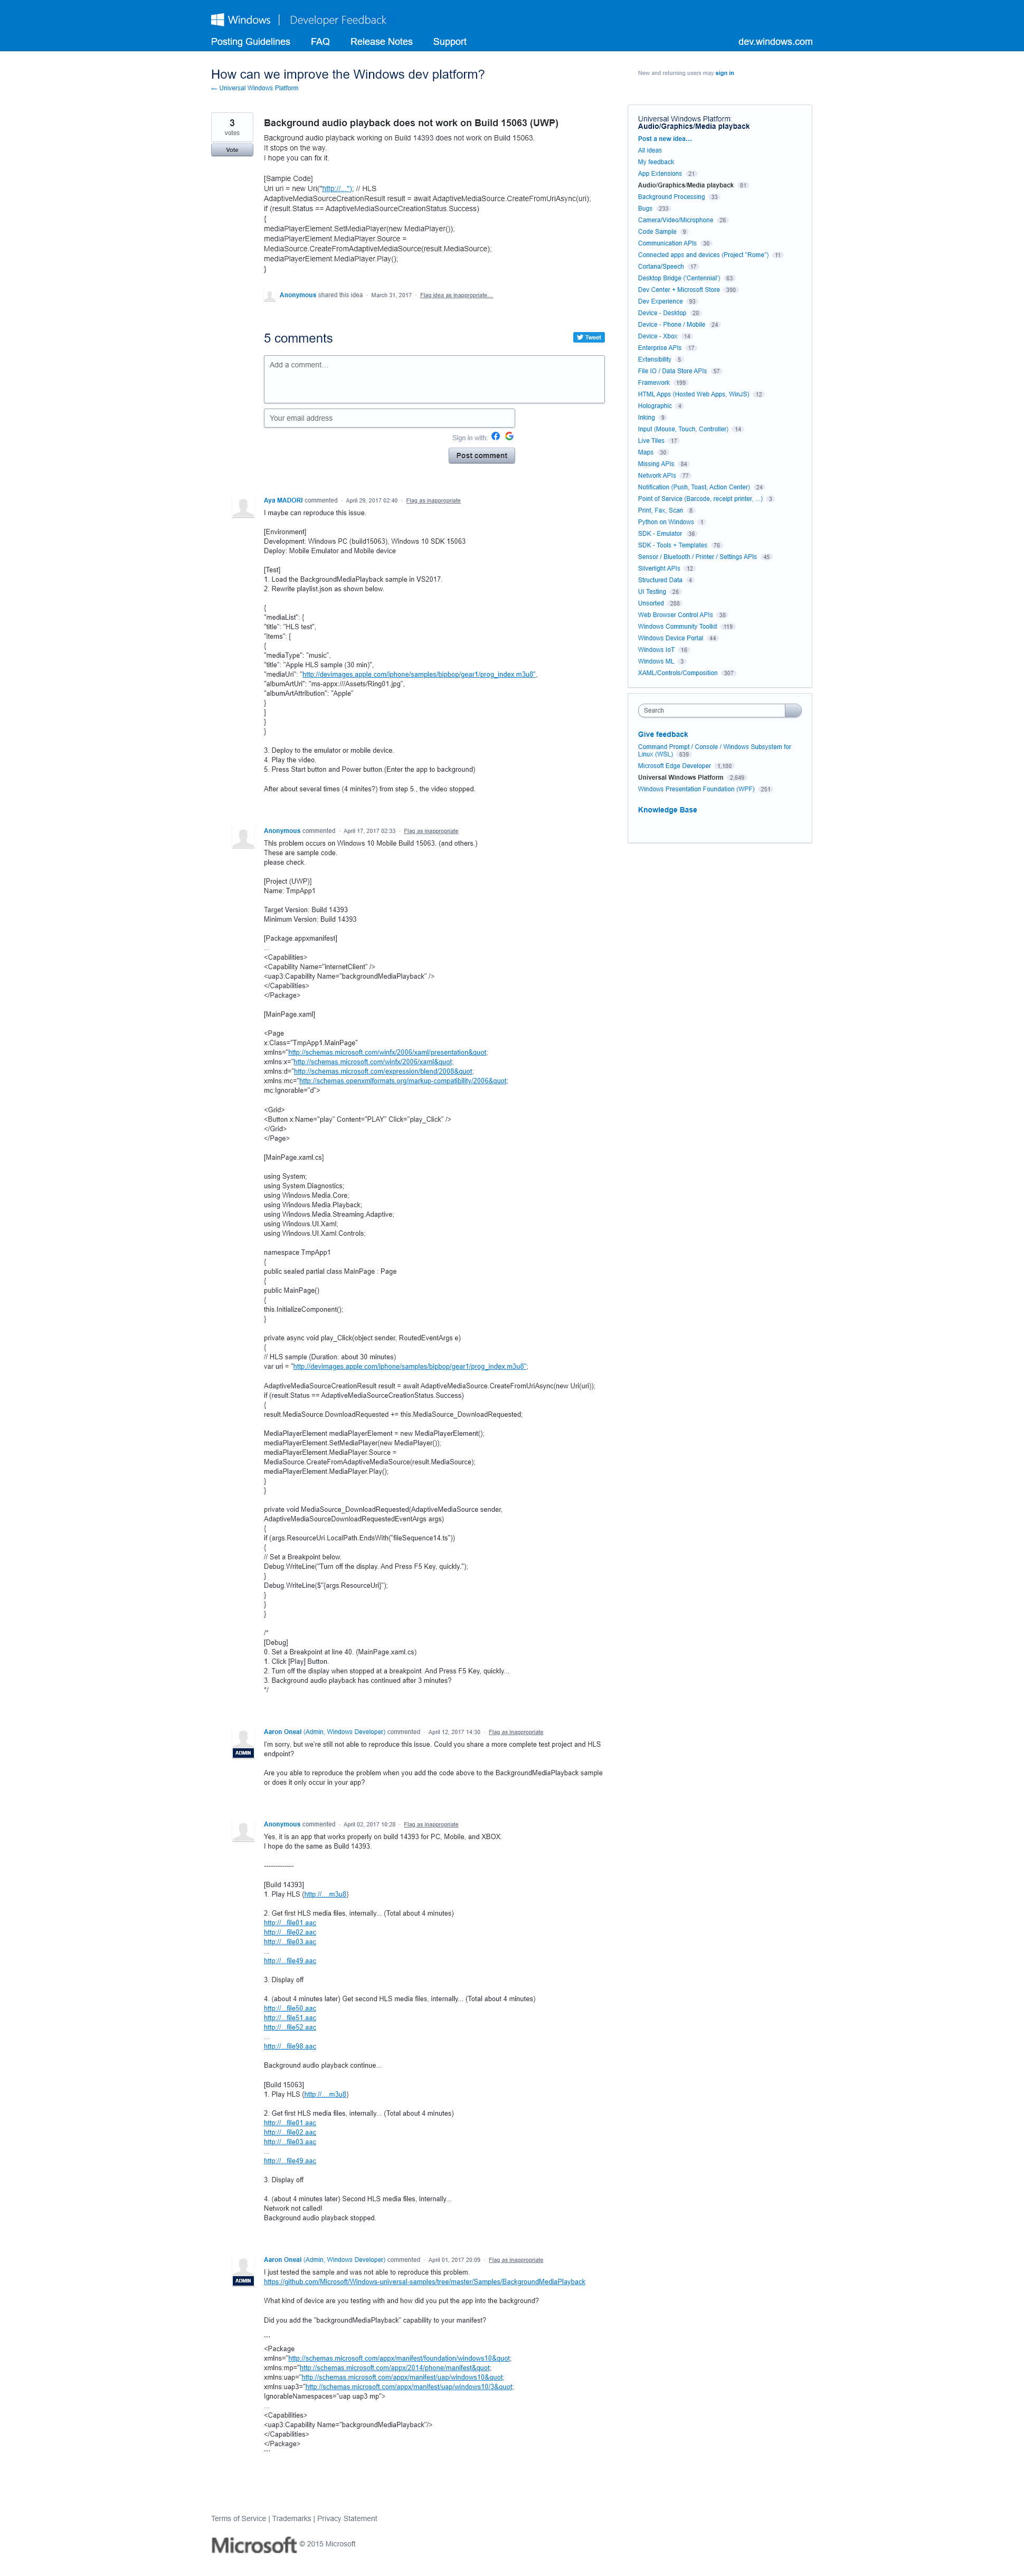 Windows | Developer Feedback
Posting Guidelines FAQ Release Notes Support dev.windows.com
How can we improve the Windows dev platform?
← Universal Windows Platform
New and returning users may sign in
3
votes
Vote
Background audio playback does not work on Build 15063 (UWP)
Background audio playback working on Build 14393 does not work on Build 15063.
It stops on the way.
I hope you can fix it.
[Sample Code]
Uri uri = new Uri("http://..."); // HLS
AdaptiveMediaSourceCreationResult result = await AdaptiveMediaSource.CreateFromUriAsync(uri);
if (result.Status == AdaptiveMediaSourceCreationStatus.Success)
{
mediaPlayerElement.SetMediaPlayer(new MediaPlayer());
mediaPlayerElement.MediaPlayer.Source =
MediaSource.CreateFromAdaptiveMediaSource(result.MediaSource);
mediaPlayerElement.MediaPlayer.Play();
}
Anonymous shared this idea · March 31, 2017 · Flag idea as inappropriate…
5 comments
Tweet
Add a comment…
Your email address
Sign in with:
Post comment
Aya MADORI commented · April 29, 2017 02:40 · Flag as inappropriate
I maybe can reproduce this issue.
[Environment]
Development: Windows PC (build15063), Windows 10 SDK 15063
Deploy: Mobile Emulator and Mobile device
[Test]
1. Load the BackgroundMediaPlayback sample in VS2017.
2. Rewrite playlist.json as shown below.
{
"mediaList": {
"title": "HLS test",
"items": [
{
"mediaType": "music",
"title": "Apple HLS sample (30 min)",
"mediaUri": "http://devimages.apple.com/iphone/samples/bipbop/gear1/prog_index.m3u8",
"albumArtUri": "ms-appx:///Assets/Ring01.jpg",
"albumArtAttribution": "Apple"
}
]
}
}
3. Deploy to the emulator or mobile device.
4. Play the video.
5. Press Start button and Power button.(Enter the app to background)
After about several times (4 minites?) from step 5., the video stopped.
Anonymous commented · April 17, 2017 02:33 · Flag as inappropriate
This problem occurs on Windows 10 Mobile Build 15063. (and others.)
These are sample code.
please check.
[Project (UWP)]
Name: TmpApp1
Target Version: Build 14393
Minimum Version: Build 14393
[Package.appxmanifest]
...
<Capabilities>
<Capability Name="internetClient" />
<uap3:Capability Name="backgroundMediaPlayback" />
</Capabilities>
</Package>
[MainPage.xaml]
<Page
x:Class="TmpApp1.MainPage"
xmlns="http://schemas.microsoft.com/winfx/2006/xaml/presentation&quot;
xmlns:x="http://schemas.microsoft.com/winfx/2006/xaml&quot;
xmlns:d="http://schemas.microsoft.com/expression/blend/2008&quot;
xmlns:mc="http://schemas.openxmlformats.org/markup-compatibility/2006&quot;
mc:Ignorable="d">
<Grid>
<Button x:Name="play" Content="PLAY" Click="play_Click" />
</Grid>
</Page>
[MainPage.xaml.cs]
using System;
using System.Diagnostics;
using Windows.Media.Core;
using Windows.Media.Playback;
using Windows.Media.Streaming.Adaptive;
using Windows.UI.Xaml;
using Windows.UI.Xaml.Controls;
namespace TmpApp1
{
public sealed partial class MainPage : Page
{
public MainPage()
{
this.InitializeComponent();
}
private async void play_Click(object sender, RoutedEventArgs e)
{
// HLS sample (Duration: about 30 minutes)
var uri = "http://devimages.apple.com/iphone/samples/bipbop/gear1/prog_index.m3u8";
AdaptiveMediaSourceCreationResult result = await AdaptiveMediaSource.CreateFromUriAsync(new Uri(uri));
if (result.Status == AdaptiveMediaSourceCreationStatus.Success)
{
result.MediaSource.DownloadRequested += this.MediaSource_DownloadRequested;
MediaPlayerElement mediaPlayerElement = new MediaPlayerElement();
mediaPlayerElement.SetMediaPlayer(new MediaPlayer());
mediaPlayerElement.MediaPlayer.Source =
MediaSource.CreateFromAdaptiveMediaSource(result.MediaSource);
mediaPlayerElement.MediaPlayer.Play();
}
}
private void MediaSource_DownloadRequested(AdaptiveMediaSource sender,
AdaptiveMediaSourceDownloadRequestedEventArgs args)
{
if (args.ResourceUri.LocalPath.EndsWith("fileSequence14.ts"))
{
// Set a Breakpoint below.
Debug.WriteLine("Turn off the display. And Press F5 Key, quickly.");
}
Debug.WriteLine($"{args.ResourceUrl}");
}
}
}
/*
[Debug]
0. Set a Breakpoint at line 40. (MainPage.xaml.cs)
1. Click [Play] Button.
2. Turn off the display when stopped at a breakpoint. And Press F5 Key, quickly...
3. Background audio playback has continued after 3 minutes?
*/
Aaron Oneal (Admin, Windows Developer) commented · April 12, 2017 14:30 · Flag as inappropriate
ADMIN
I'm sorry, but we're still not able to reproduce this issue. Could you share a more complete test project and HLS
endpoint?
Are you able to reproduce the problem when you add the code above to the BackgroundMediaPlayback sample
or does it only occur in your app?
Anonymous commented · April 02, 2017 10:28 · Flag as inappropriate
Yes, it is an app that works properly on build 14393 for PC, Mobile, and XBOX.
I hope do the same as Build 14393.
-------------
[Build 14393]
1. Play HLS (http://....m3u8)
2. Get first HLS media files, internally... (Total about 4 minutes)
http://...file01.aac
http://...file02.aac
http://...file03.aac
...
http://...file49.aac
3. Display off
4. (about 4 minutes later) Get second HLS media files, internally... (Total about 4 minutes)
http://...file50.aac
http://...file51.aac
http://...file52.aac
...
http://...file98.aac
Background audio playback continue...
[Build 15063]
1. Play HLS (http://....m3u8)
2. Get first HLS media files, internally... (Total about 4 minutes)
http://...file01.aac
http://...file02.aac
http://...file03.aac
...
http://...file49.aac
3. Display off
4. (about 4 minutes later) Second HLS media files, internally...
Network not called!
Background audio playback stopped.
Aaron Oneal (Admin, Windows Developer) commented · April 01, 2017 20:09 · Flag as inappropriate
ADMIN
I just tested the sample and was not able to reproduce this problem.
https://github.com/Microsoft/Windows-universal-samples/tree/master/Samples/BackgroundMediaPlayback
What kind of device are you testing with and how did you put the app into the background?
Did you add the "backgroundMediaPlayback" capability to your manifest?
```
<Package
xmlns="http://schemas.microsoft.com/appx/manifest/foundation/windows10&quot;
xmlns:mp="http://schemas.microsoft.com/appx/2014/phone/manifest&quot;
xmlns:uap="http://schemas.microsoft.com/appx/manifest/uap/windows10&quot;
xmlns:uap3="http://schemas.microsoft.com/appx/manifest/uap/windows10/3&quot;
IgnorableNamespaces="uap uap3 mp">
...
<Capabilities>
<uap3:Capability Name="backgroundMediaPlayback"/>
</Capabilities>
</Package>
```
Universal Windows Platform:
Audio/Graphics/Media playback
Post a new idea…
All ideas
My feedback
App Extensions 21
Audio/Graphics/Media playback 81
Background Processing 33
Bugs 233
Camera/Video/Microphone 26
Code Sample 9
Communication APIs 30
Connected apps and devices (Project "Rome") 11
Cortana/Speech 17
Desktop Bridge ('Centennial') 63
Dev Center + Microsoft Store 390
Dev Experience 93
Device - Desktop 20
Device - Phone / Mobile 24
Device - Xbox 14
Enterprise APIs 17
Extensibility 5
File IO / Data Store APIs 57
Framework 199
HTML Apps (Hosted Web Apps, WinJS) 12
Holographic 4
Inking 9
Input (Mouse, Touch, Controller) 14
Live Tiles 17
Maps 30
Missing APIs 84
Network APIs 77
Notification (Push, Toast, Action Center) 24
Point of Service (Barcode, receipt printer, …) 3
Print, Fax, Scan 8
Python on Windows 1
SDK - Emulator 36
SDK - Tools + Templates 76
Sensor / Bluetooth / Printer / Settings APIs 45
Silverlight APIs 12
Structured Data 4
UI Testing 26
Unsorted 288
Web Browser Control APIs 38
Windows Community Toolkit 119
Windows Device Portal 44
Windows IoT 16
Windows ML 3
XAML/Controls/Composition 307
Search
Give feedback
Command Prompt / Console / Windows Subsystem for
Linux (WSL) 639
Microsoft Edge Developer 1,180
Universal Windows Platform 2,649
Windows Presentation Foundation (WPF) 251
Knowledge Base
Terms of Service | Trademarks | Privacy Statement
Microsoft © 2015 Microsoft